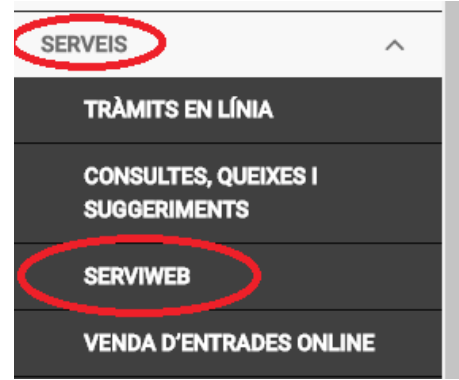 SERVEIS
TRÀMITS EN LÍNIA
CONSULTES, QUEIXES I
SUGGERIMENTS
SERVIWEB
VENDA D'ENTRADES ONLINE